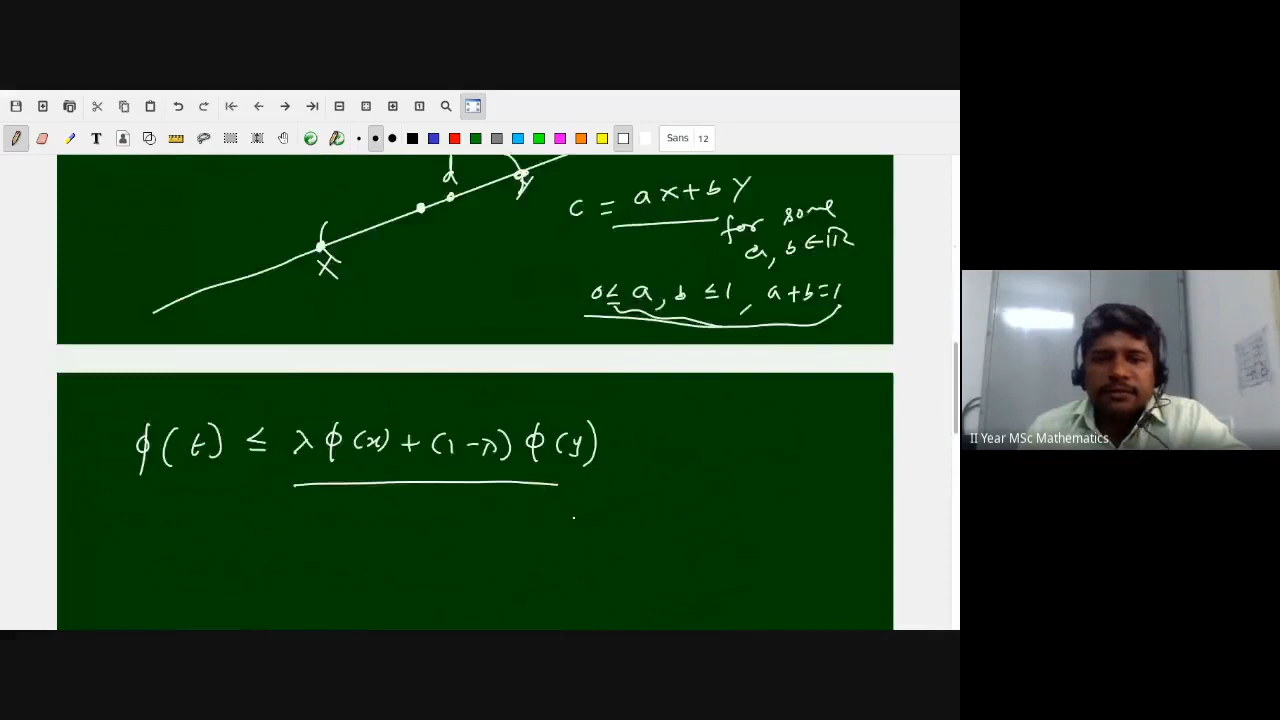 Sans 12
d
y
x
c = ax+by
for some
a, b ∈ ℝ
0 ≤ a, b ≤ 1, a+b=1
φ(t) ≤ λ φ(x) + (1-λ) φ(y)
II Year MSc Mathematics